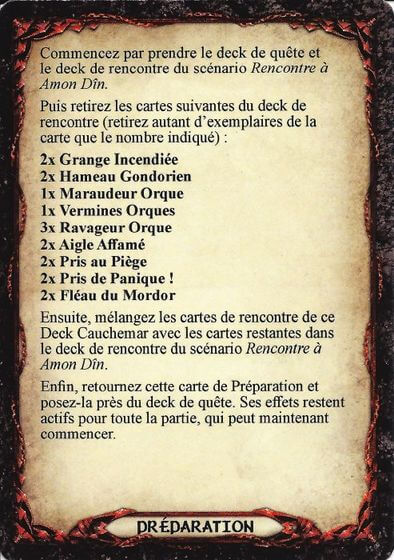 Commencez par prendre le deck de quête et
le deck de rencontre du scénario Rencontre à
Amon Dîn.
Puis retirez les cartes suivantes du deck de
rencontre (retirez autant d'exemplaires de la
carte que le nombre indiqué) :
2x Grange Incendiée
2x Hameau Gondorien
1x Maraudeur Orque
1x Vermines Orques
3x Ravageur Orque
2x Aigle Affamé
2x Pris au Piège
2x Pris de Panique !
2x Fléau du Mordor
Ensuite, mélangez les cartes de rencontre de ce
Deck Cauchemar avec les cartes restantes dans
le deck de rencontre du scénario Rencontre à
Amon Dîn.
Enfin, retournez cette carte de Préparation et
posez-la près du deck de quête. Ses effets restent
actifs pour toute la partie, qui peut maintenant
commencer.
PRÉPARATION